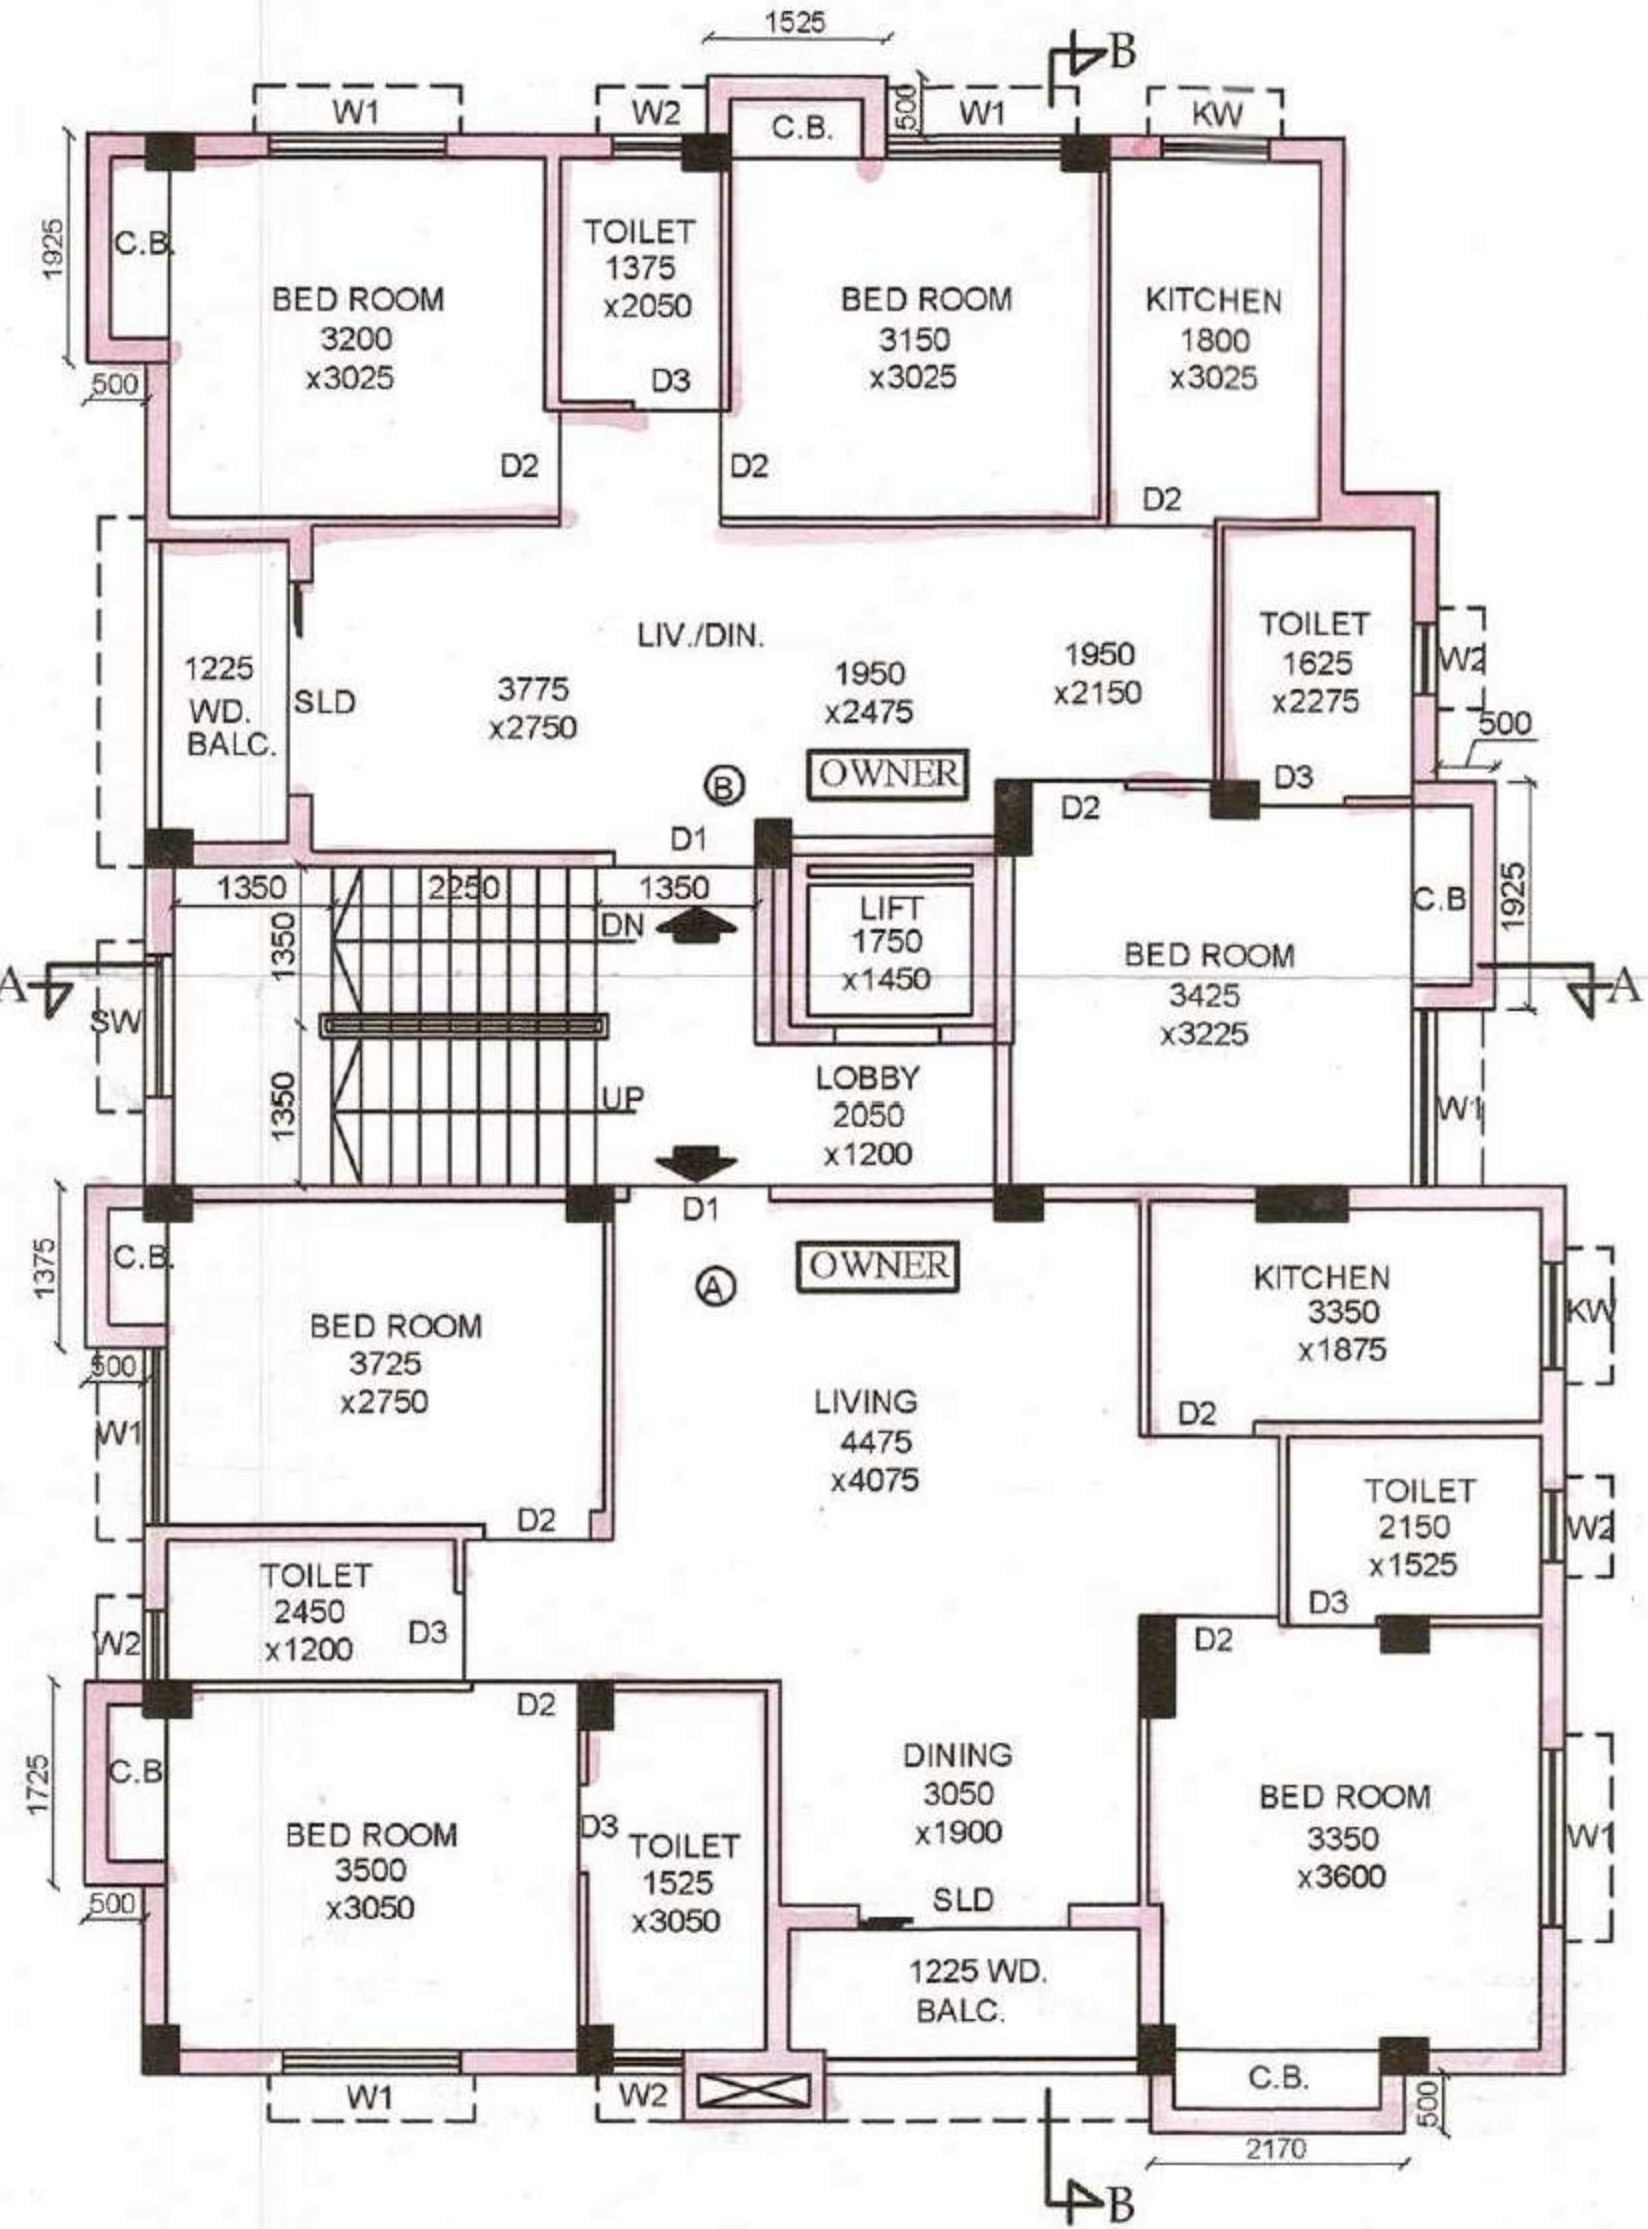 1525
B
W1
W2
C.B.
500
W1
KW
1925
C.B.
BED ROOM
3200
x3025
TOILET
1375
x2050
D3
BED ROOM
3150
x3025
KITCHEN
1800
x3025
500
D2
D2
D2
1225
WD.
BALC.
SLD
LIV./DIN.
3775
x2750
1950
x2475
1950
x2150
TOILET
1625
x2275
W2
500
D3
B
OWNER
D1
D2
1350
2250
1350
1350
DN
LIFT
1750
x1450
BED ROOM
3425
x3225
C.B
1925
A
A
SW
1350
UP
LOBBY
2050
x1200
W1
D1
1375
C.B.
A
OWNER
BED ROOM
3725
x2750
500
W1
LIVING
4475
x4075
KITCHEN
3350
x1875
KW
D2
D2
TOILET
2150
x1525
W2
D3
TOILET
2450
x1200
W2
D3
D2
D2
1725
C.B
BED ROOM
3500
x3050
500
D3
TOILET
1525
x3050
DINING
3050
x1900
SLD
BED ROOM
3350
x3600
W1
1225 WD.
BALC.
W1
W2
C.B.
500
2170
B